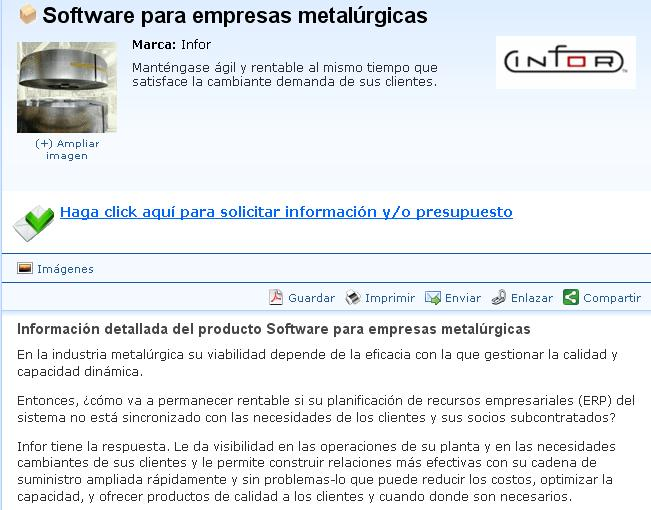 Software para empresas metalúrgicas
Marca: Infor
Manténgase ágil y rentable al mismo tiempo que
satisface la cambiante demanda de sus clientes.
INFOR™
(+) Ampliar
imagen
Haga click aquí para solicitar información y/o presupuesto
Imágenes
Guardar Imprimir Enviar Enlazar Compartir
Información detallada del producto Software para empresas metalúrgicas
En la industria metalúrgica su viabilidad depende de la eficacia con la que gestionar la calidad y
capacidad dinámica.
Entonces, ¿cómo va a permanecer rentable si su planificación de recursos empresariales (ERP) del
sistema no está sincronizado con las necesidades de los clientes y sus socios subcontratados?
Infor tiene la respuesta. Le da visibilidad en las operaciones de su planta y en las necesidades
cambiantes de sus clientes y le permite construir relaciones más efectivas con su cadena de
suministro ampliada rápidamente y sin problemas-lo que puede reducir los costos, optimizar la
capacidad, y ofrecer productos de calidad a los clientes y cuando donde son necesarios.